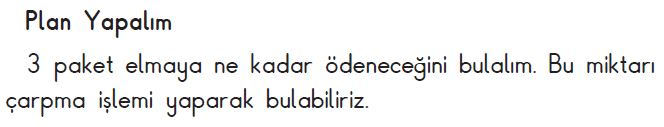 Plan Yapalım
3 paket elmaya ne kadar ödeneceğini bulalım. Bu miktarı
çarpma işlemi yaparak bulabiliriz.